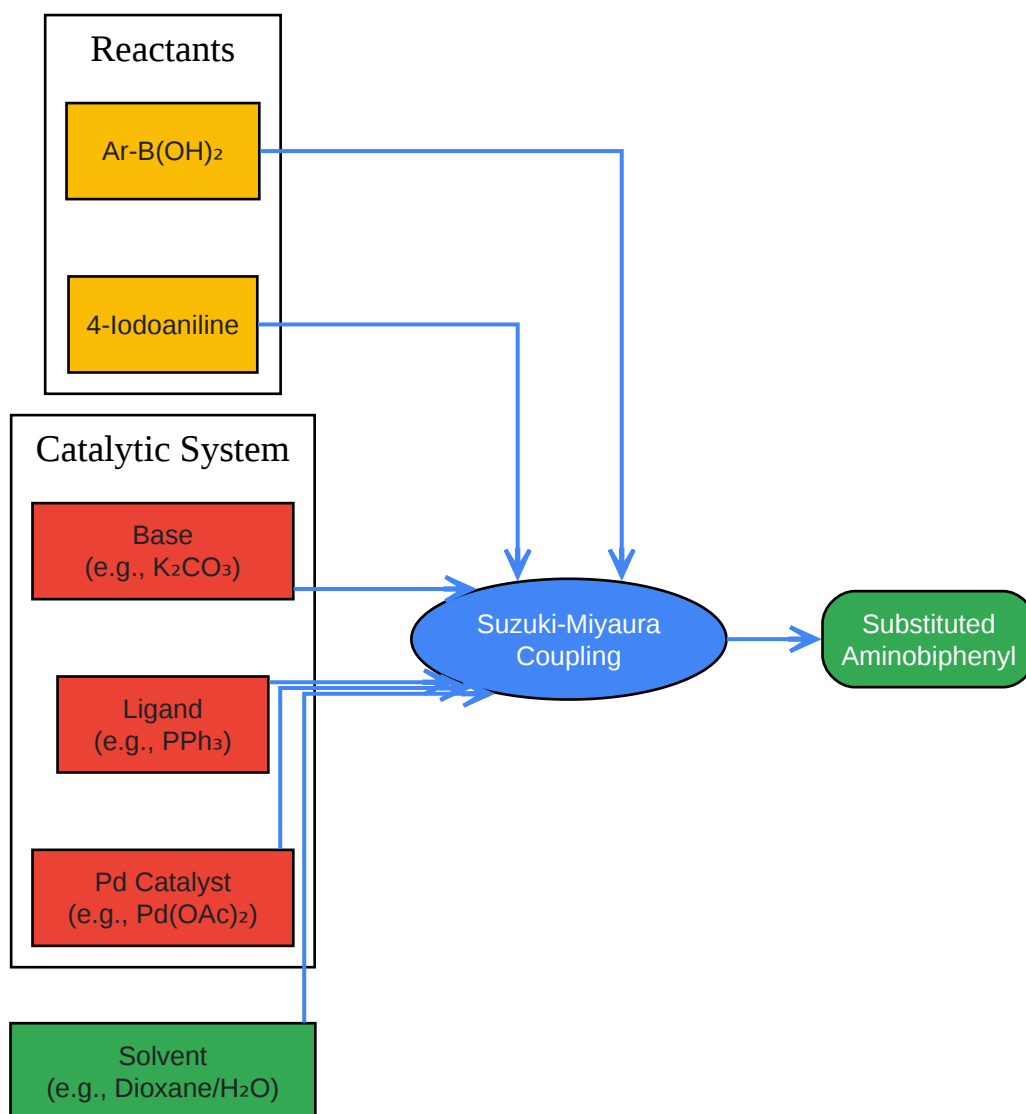 Reactants
Ar-B(OH)₂
4-Iodoaniline
Catalytic System
Base
(e.g., K₂CO₃)
Ligand
(e.g., PPh₃)
Pd Catalyst
(e.g., Pd(OAc)₂)
Solvent
(e.g., Dioxane/H₂O)
Suzuki-Miyaura
Coupling
Substituted
Aminobiphenyl